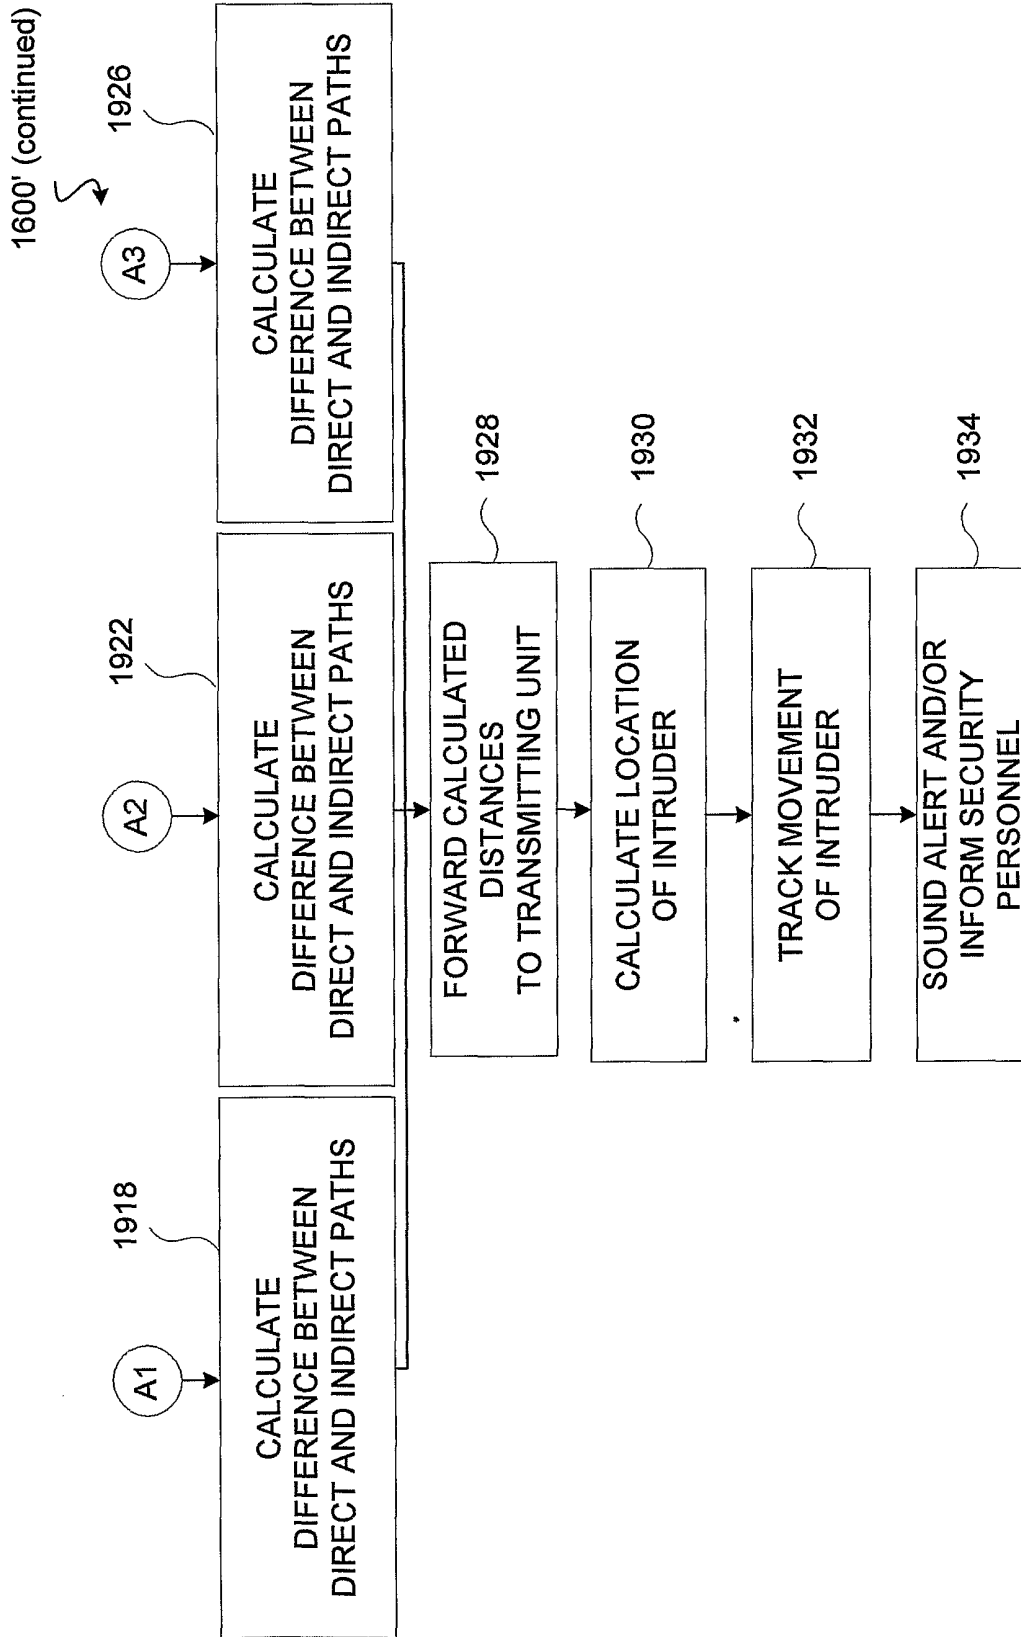 1600' (continued)
A1
A2
A3
1918
1922
1926
CALCULATE
DIFFERENCE BETWEEN
DIRECT AND INDIRECT PATHS
CALCULATE
DIFFERENCE BETWEEN
DIRECT AND INDIRECT PATHS
CALCULATE
DIFFERENCE BETWEEN
DIRECT AND INDIRECT PATHS
1928
FORWARD CALCULATED
DISTANCES
TO TRANSMITTING UNIT
1930
CALCULATE LOCATION
OF INTRUDER
1932
TRACK MOVEMENT
OF INTRUDER
1934
SOUND ALERT AND/OR
INFORM SECURITY
PERSONNEL